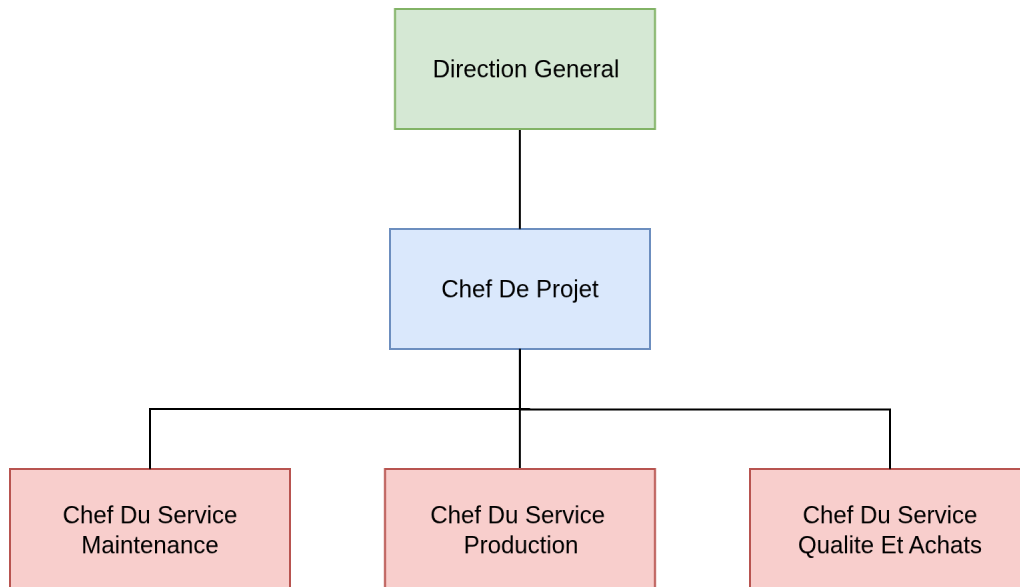 Direction General
Chef De Projet
Chef Du Service
Maintenance
Chef Du Service
Production
Chef Du Service
Qualite Et Achats